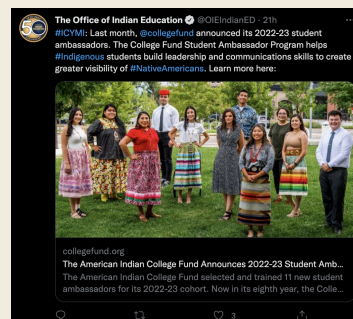 50
The Office of Indian Education @OIEIndianED · 21h
#ICYMI: Last month, @collegefund announced its 2022-23 student
ambassadors. The College Fund Student Ambassador Program helps
#Indigenous students build leadership and communications skills to create
greater visibility of #NativeAmericans. Learn more here:
collegefund.org
The American Indian College Fund Announces 2022-23 Student Amb...
The American Indian College Fund selected and trained 11 new student
ambassadors for its 2022-23 cohort. Now in its eighth year, the Colle...
3